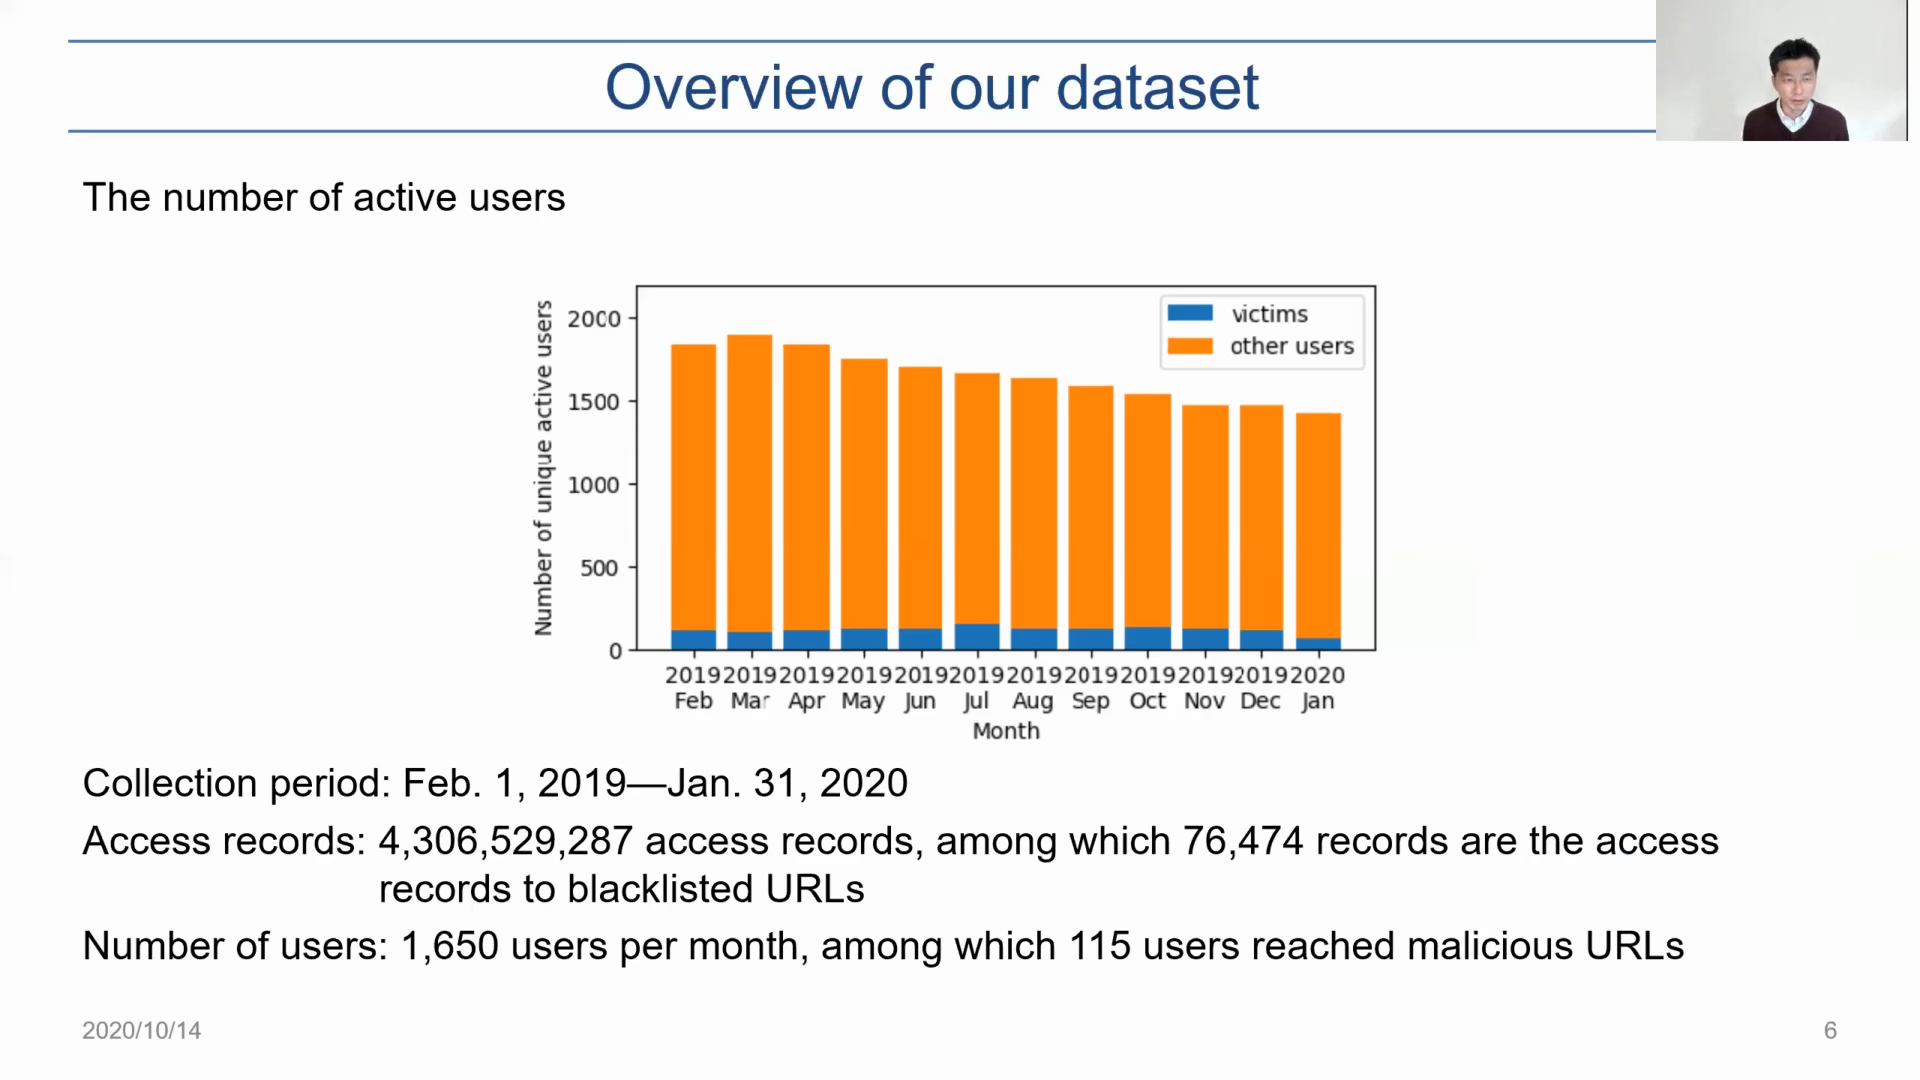 Overview of our dataset
The number of active users
Number of unique active users
2000
1500
1000
500
0
victims
other users
2019 2019 2019 2019 2019 2019 2019 2019 2019 2019 2019 2020
Feb Mar Apr May Jun Jul Aug Sep Oct Nov Dec Jan
Month
Collection period: Feb. 1, 2019—Jan. 31, 2020
Access records: 4,306,529,287 access records, among which 76,474 records are the access
records to blacklisted URLs
Number of users: 1,650 users per month, among which 115 users reached malicious URLs
2020/10/14
6